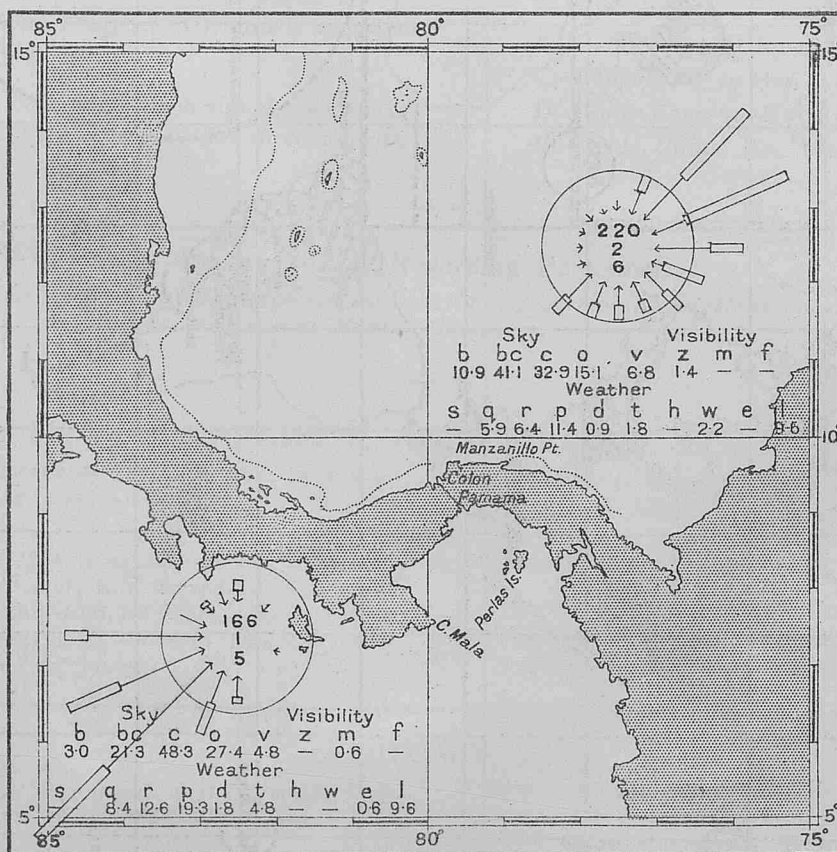 85° 80° 75°
15° 15°
220
2
6
Sky Visibility
b bc c o v z m f
10·9 41·1 32·9 15·1 6·8 1·4 — —
Weather
s q r p d t h w e l
— 5·9 6·4 11·4 0·9 1·8 — 2·2 — 9·6
10°
Manzanillo Pt.
Colon
Panama
Perlas Is.
C. Mala
166
1
5
Sky Visibility
b bc c o v z m f
3·0 21·3 48·3 27·4 4·8 — 0·6 —
Weather
s q r p d t h w e l
8·4 12·6 19·3 1·8 4·8 — — 0·6 9·6
5° 5°
85° 80° 75°